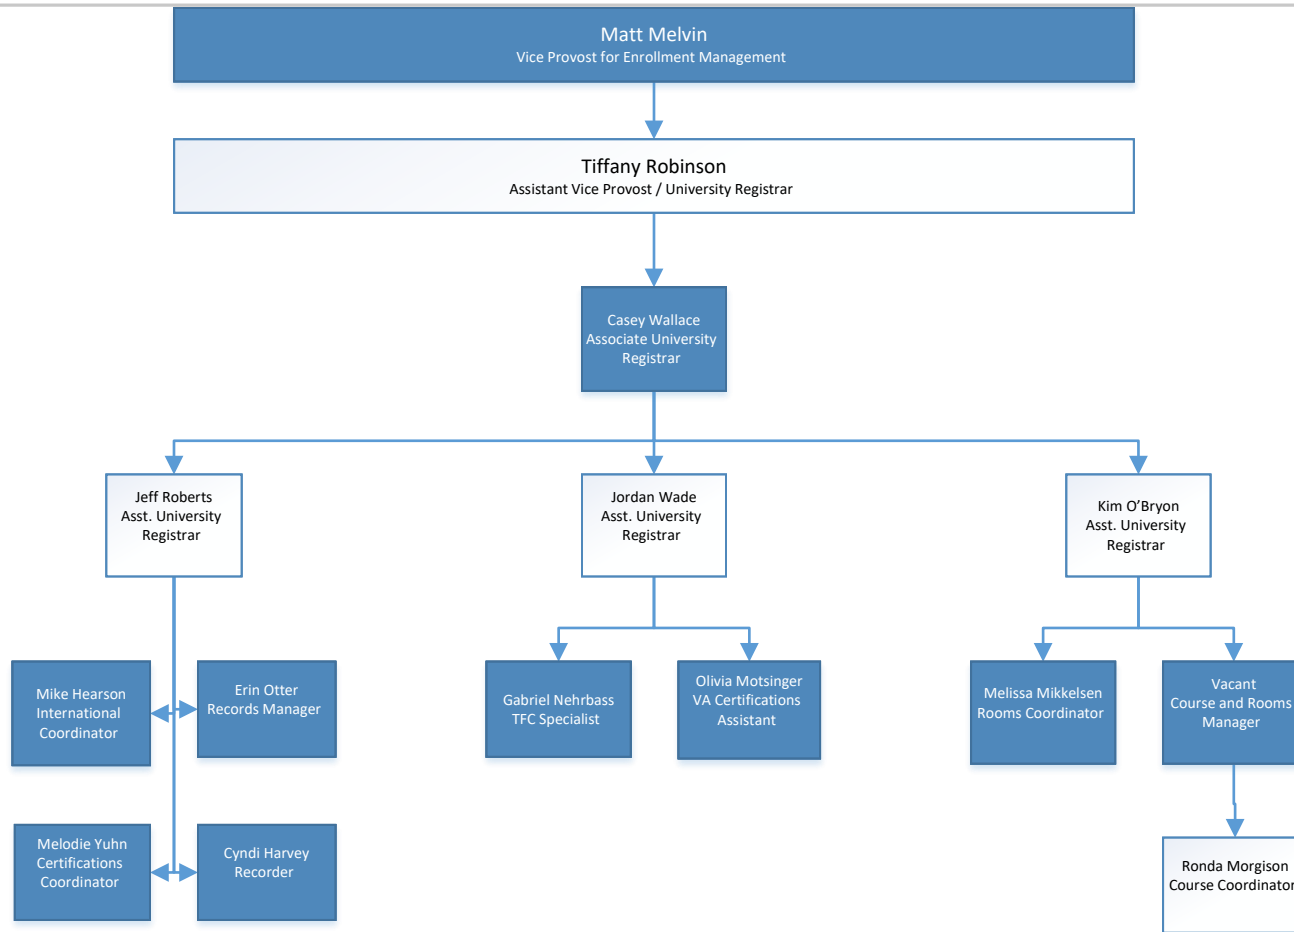 Matt Melvin
Vice Provost for Enrollment Management
Tiffany Robinson
Assistant Vice Provost / University Registrar
Casey Wallace
Associate University
Registrar
Jeff Roberts
Asst. University
Registrar
Jordan Wade
Asst. University
Registrar
Kim O’Bryon
Asst. University
Registrar
Mike Hearson
International
Coordinator
Erin Otter
Records Manager
Gabriel Nehrbass
TFC Specialist
Olivia Motsinger
VA Certifications
Assistant
Melissa Mikkelsen
Rooms Coordinator
Vacant
Course and Rooms
Manager
Melodie Yuhn
Certifications
Coordinator
Cyndi Harvey
Recorder
Ronda Morgison
Course Coordinator